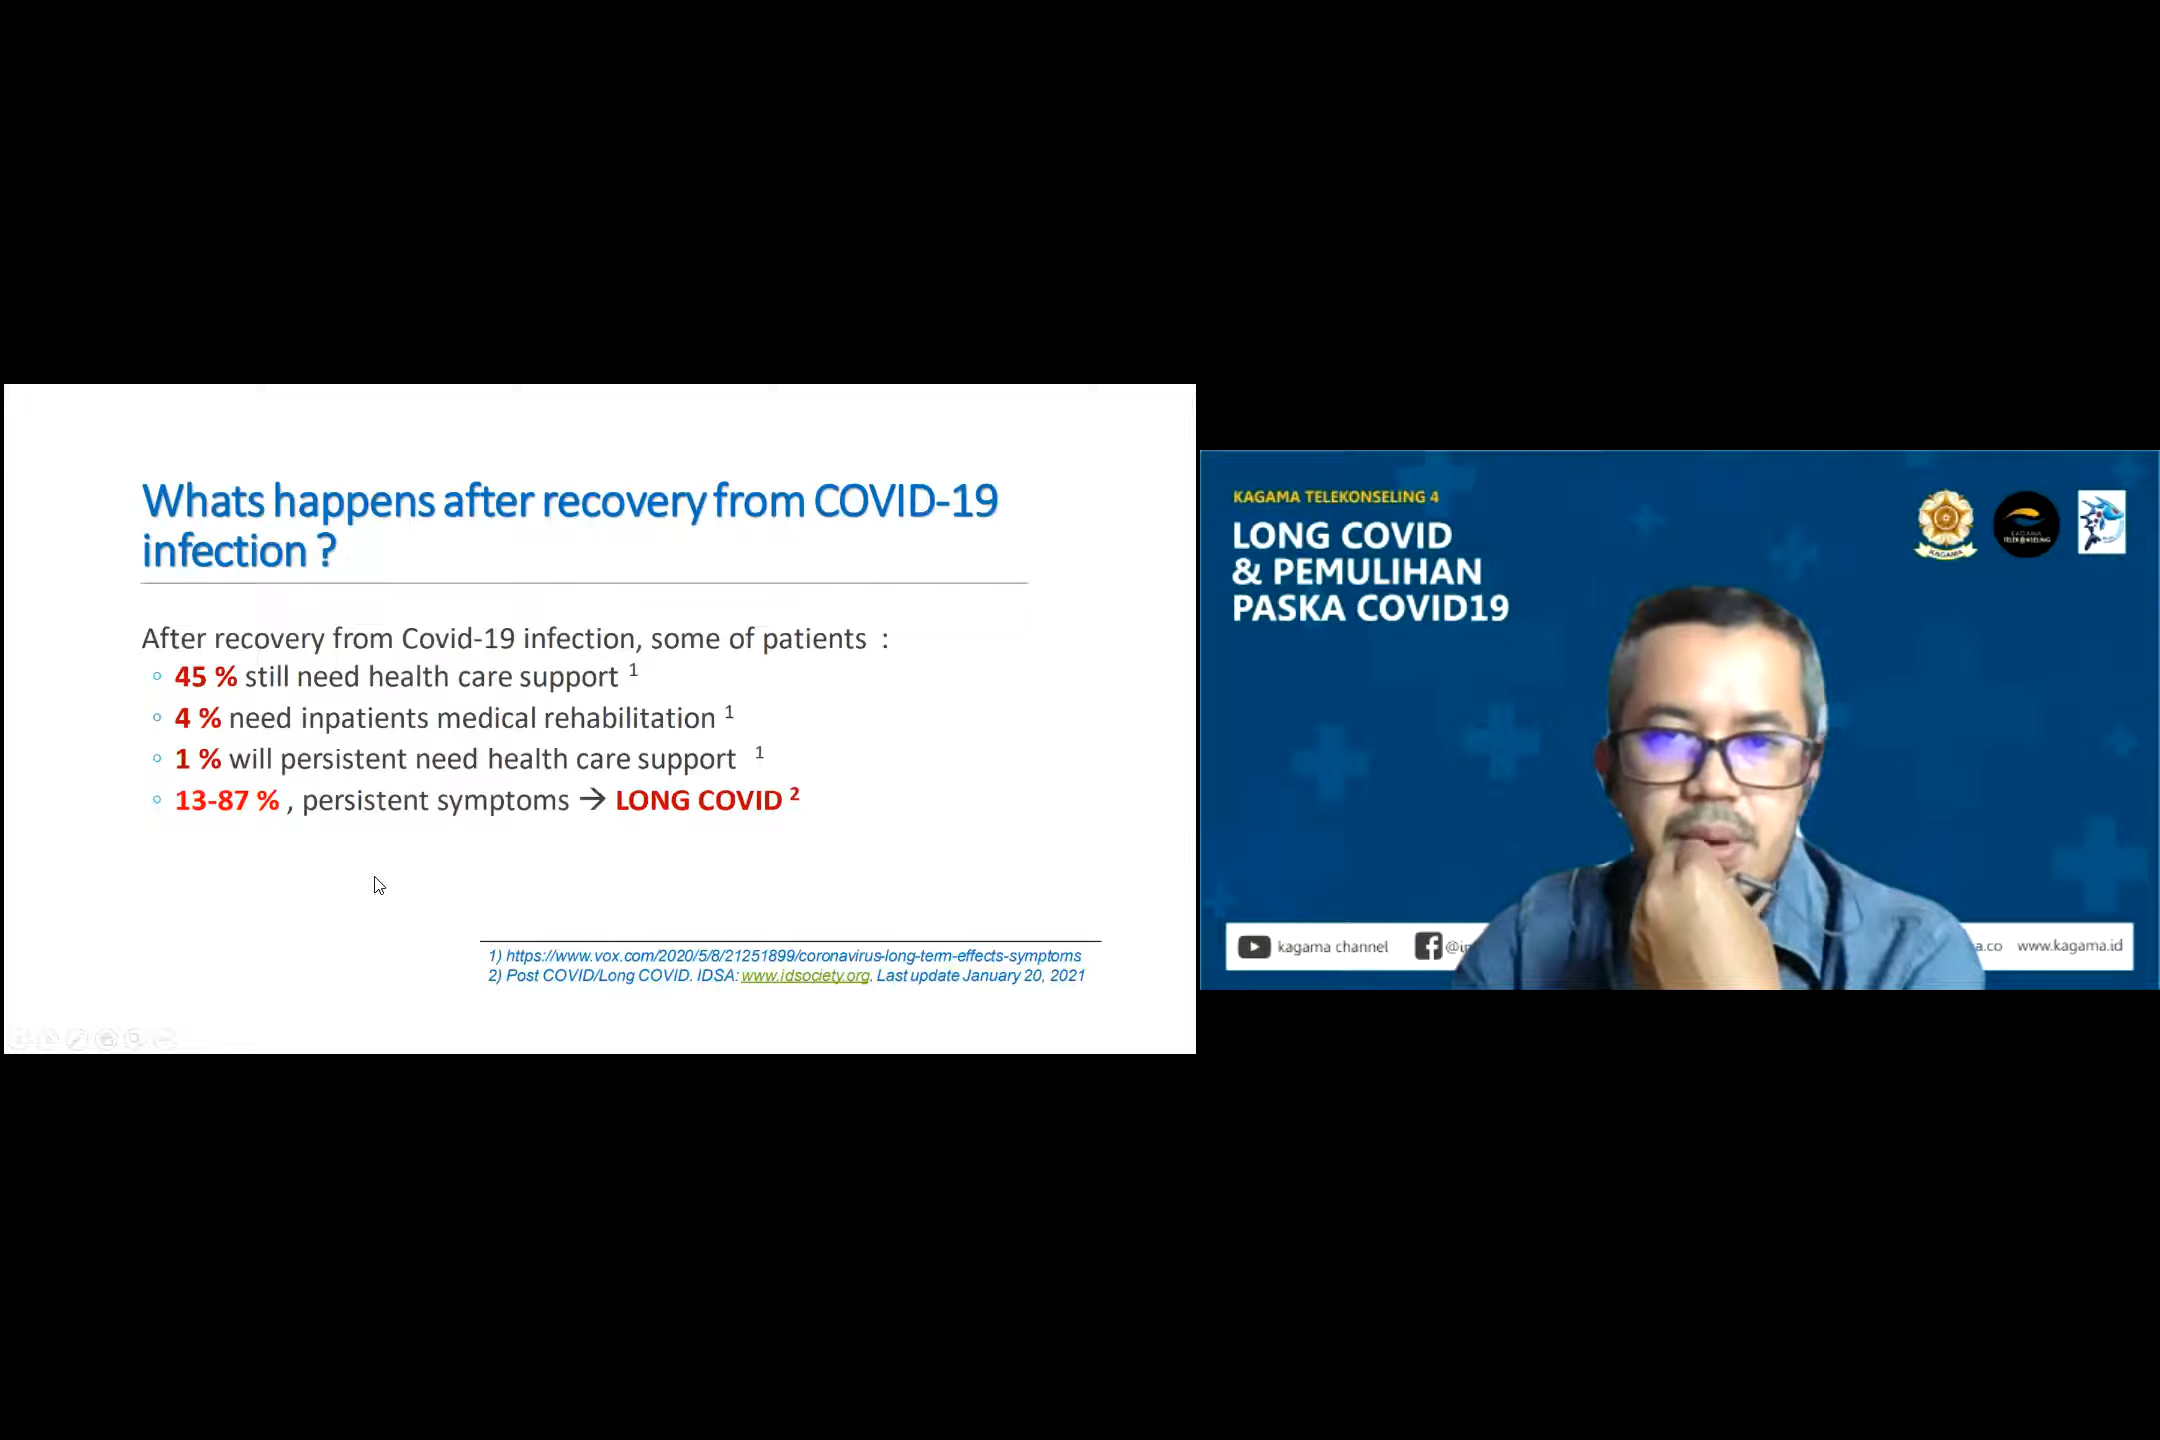 Whats happens after recovery from COVID-19
infection ?
After recovery from Covid-19 infection, some of patients :
45 % still need health care support 1
4 % need inpatients medical rehabilitation 1
1 % will persistent need health care support 1
13-87 % , persistent symptoms → LONG COVID 2
1) https://www.vox.com/2020/5/8/21251899/coronavirus-long-term-effects-symptoms
2) Post COVID/Long COVID. IDSA: www.idsociety.org. Last update January 20, 2021
KAGAMA TELEKONSELING 4
LONG COVID
& PEMULIHAN
PASKA COVID19
KAGAMA
KAGAMA
TELEKONSELING
kagama channel
a.co www.kagama.id